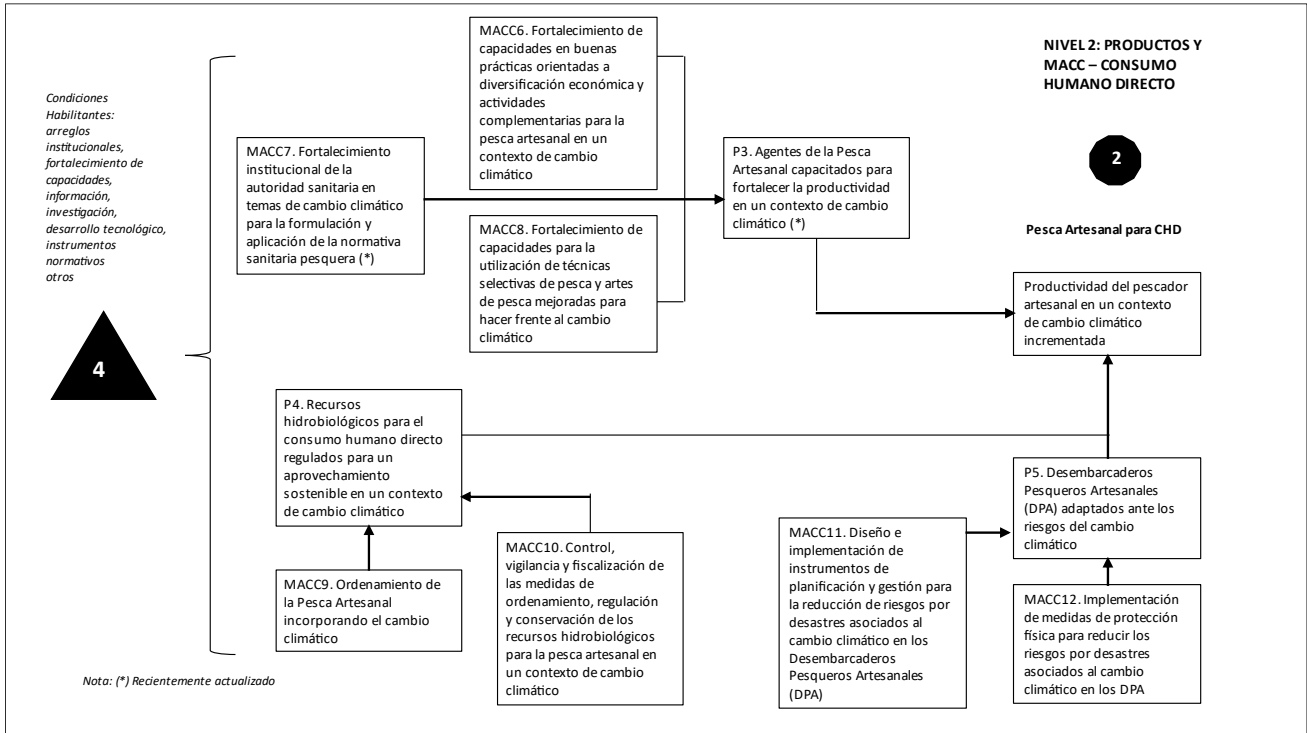 NIVEL 2: PRODUCTOS Y
MACC – CONSUMO
HUMANO DIRECTO
2
Pesca Artesanal para CHD
Condiciones
Habilitantes:
arreglos
institucionales,
fortalecimiento de
capacidades,
información,
investigación,
desarrollo tecnológico,
instrumentos
normativos
otros
4
MACC6. Fortalecimiento de
capacidades en buenas
prácticas orientadas a
diversificación económica y
actividades
complementarias para la
pesca artesanal en un
contexto de cambio
climático
MACC7. Fortalecimiento
institucional de la
autoridad sanitaria en
temas de cambio climático
para la formulación y
aplicación de la normativa
sanitaria pesquera (*)
MACC8. Fortalecimiento de
capacidades para la
utilización de técnicas
selectivas de pesca y artes
de pesca mejoradas para
hacer frente al cambio
climático
P3. Agentes de la Pesca
Artesanal capacitados para
fortalecer la productividad
en un contexto de cambio
climático (*)
Productividad del pescador
artesanal en un contexto
de cambio climático
incrementada
P4. Recursos
hidrobiológicos para el
consumo humano directo
regulados para un
aprovechamiento
sostenible en un contexto
de cambio climático
MACC9. Ordenamiento de
la Pesca Artesanal
incorporando el cambio
climático
MACC10. Control,
vigilancia y fiscalización de
las medidas de
ordenamiento, regulación
y conservación de los
recursos hidrobiológicos
para la pesca artesanal en
un contexto de cambio
climático
MACC11. Diseño e
implementación de
instrumentos de
planificación y gestión para
la reducción de riesgos por
desastres asociados al
cambio climático en los
Desembarcaderos
Pesqueros Artesanales
(DPA)
P5. Desembarcaderos
Pesqueros Artesanales
(DPA) adaptados ante los
riesgos del cambio
climático
MACC12. Implementación
de medidas de protección
física para reducir los
riesgos por desastres
asociados al cambio
climático en los DPA
Nota: (*) Recientemente actualizado